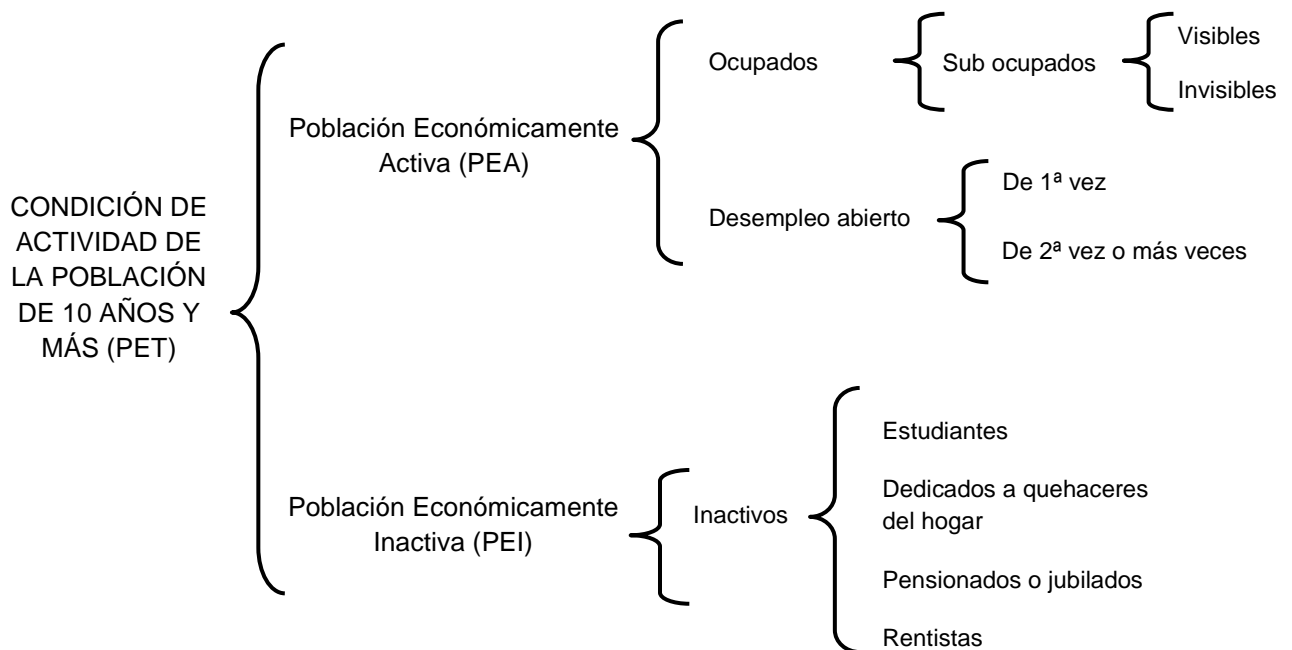 CONDICIÓN DE
ACTIVIDAD DE
LA POBLACIÓN
DE 10 AÑOS Y
MÁS (PET)
Población Económicamente
Activa (PEA)
Ocupados
Sub ocupados
Visibles
Invisibles
Desempleo abierto
De 1ª vez
De 2ª vez o más veces
Población Económicamente
Inactiva (PEI)
Inactivos
Estudiantes
Dedicados a quehaceres
del hogar
Pensionados o jubilados
Rentistas